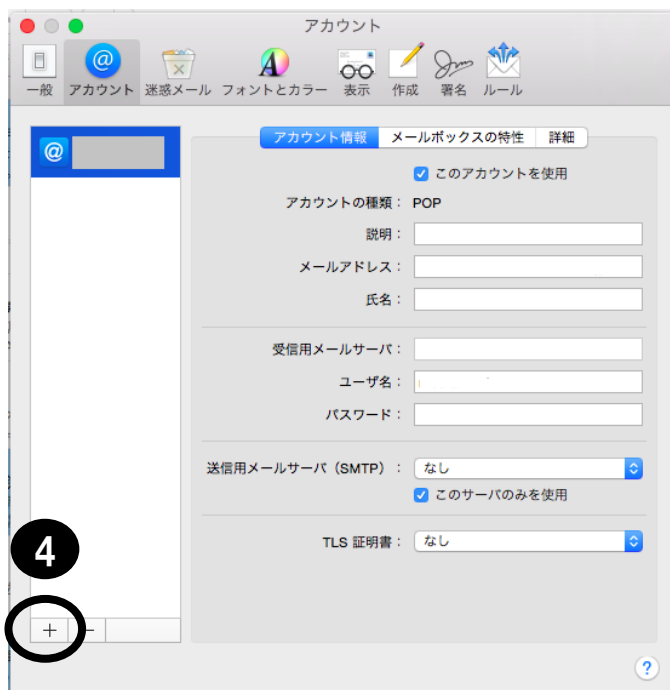 アカウント
一般 アカウント 迷惑メール フォントとカラー 表示 作成 署名 ルール
アカウント情報 メールボックスの特性 詳細
このアカウントを使用
アカウントの種類： POP
説明：
メールアドレス：
氏名：
受信用メールサーバ：
ユーザ名：
パスワード：
送信用メールサーバ（SMTP）： なし
このサーバのみを使用
TLS 証明書： なし
4
+ −
?